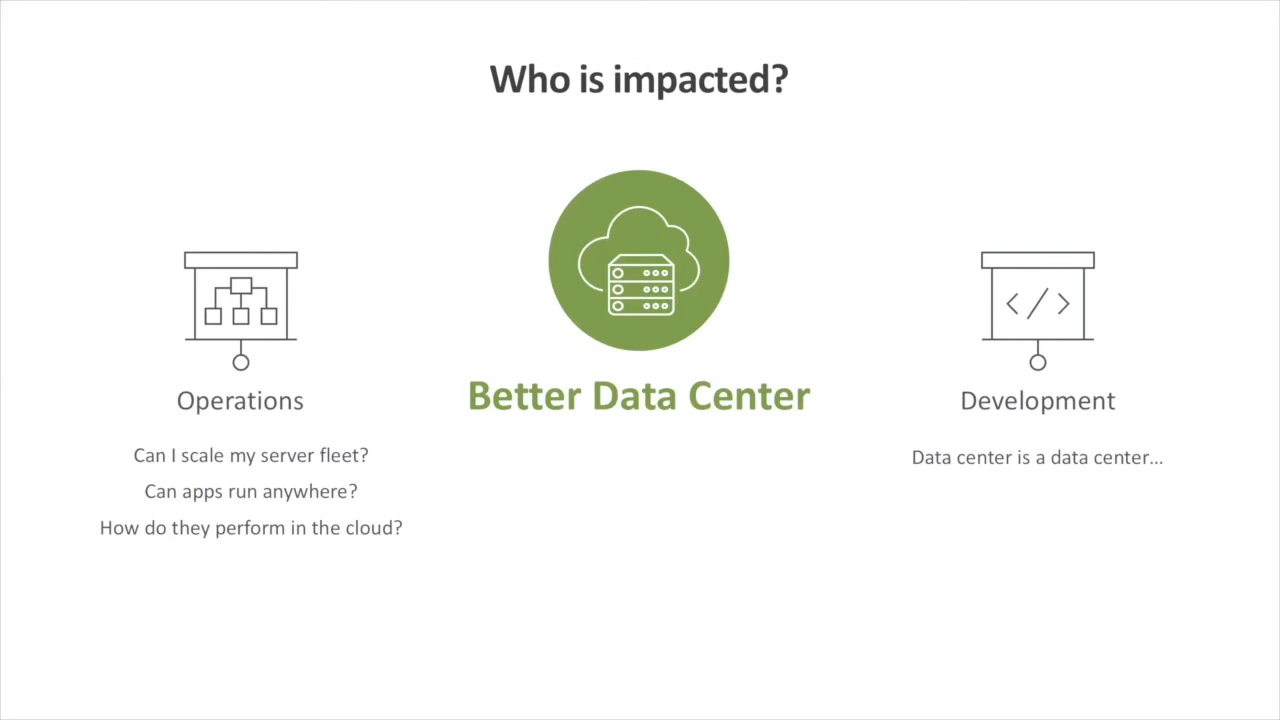 Who is impacted?
Better Data Center
Operations
Can I scale my server fleet?
Can apps run anywhere?
How do they perform in the cloud?
Development
Data center is a data center...